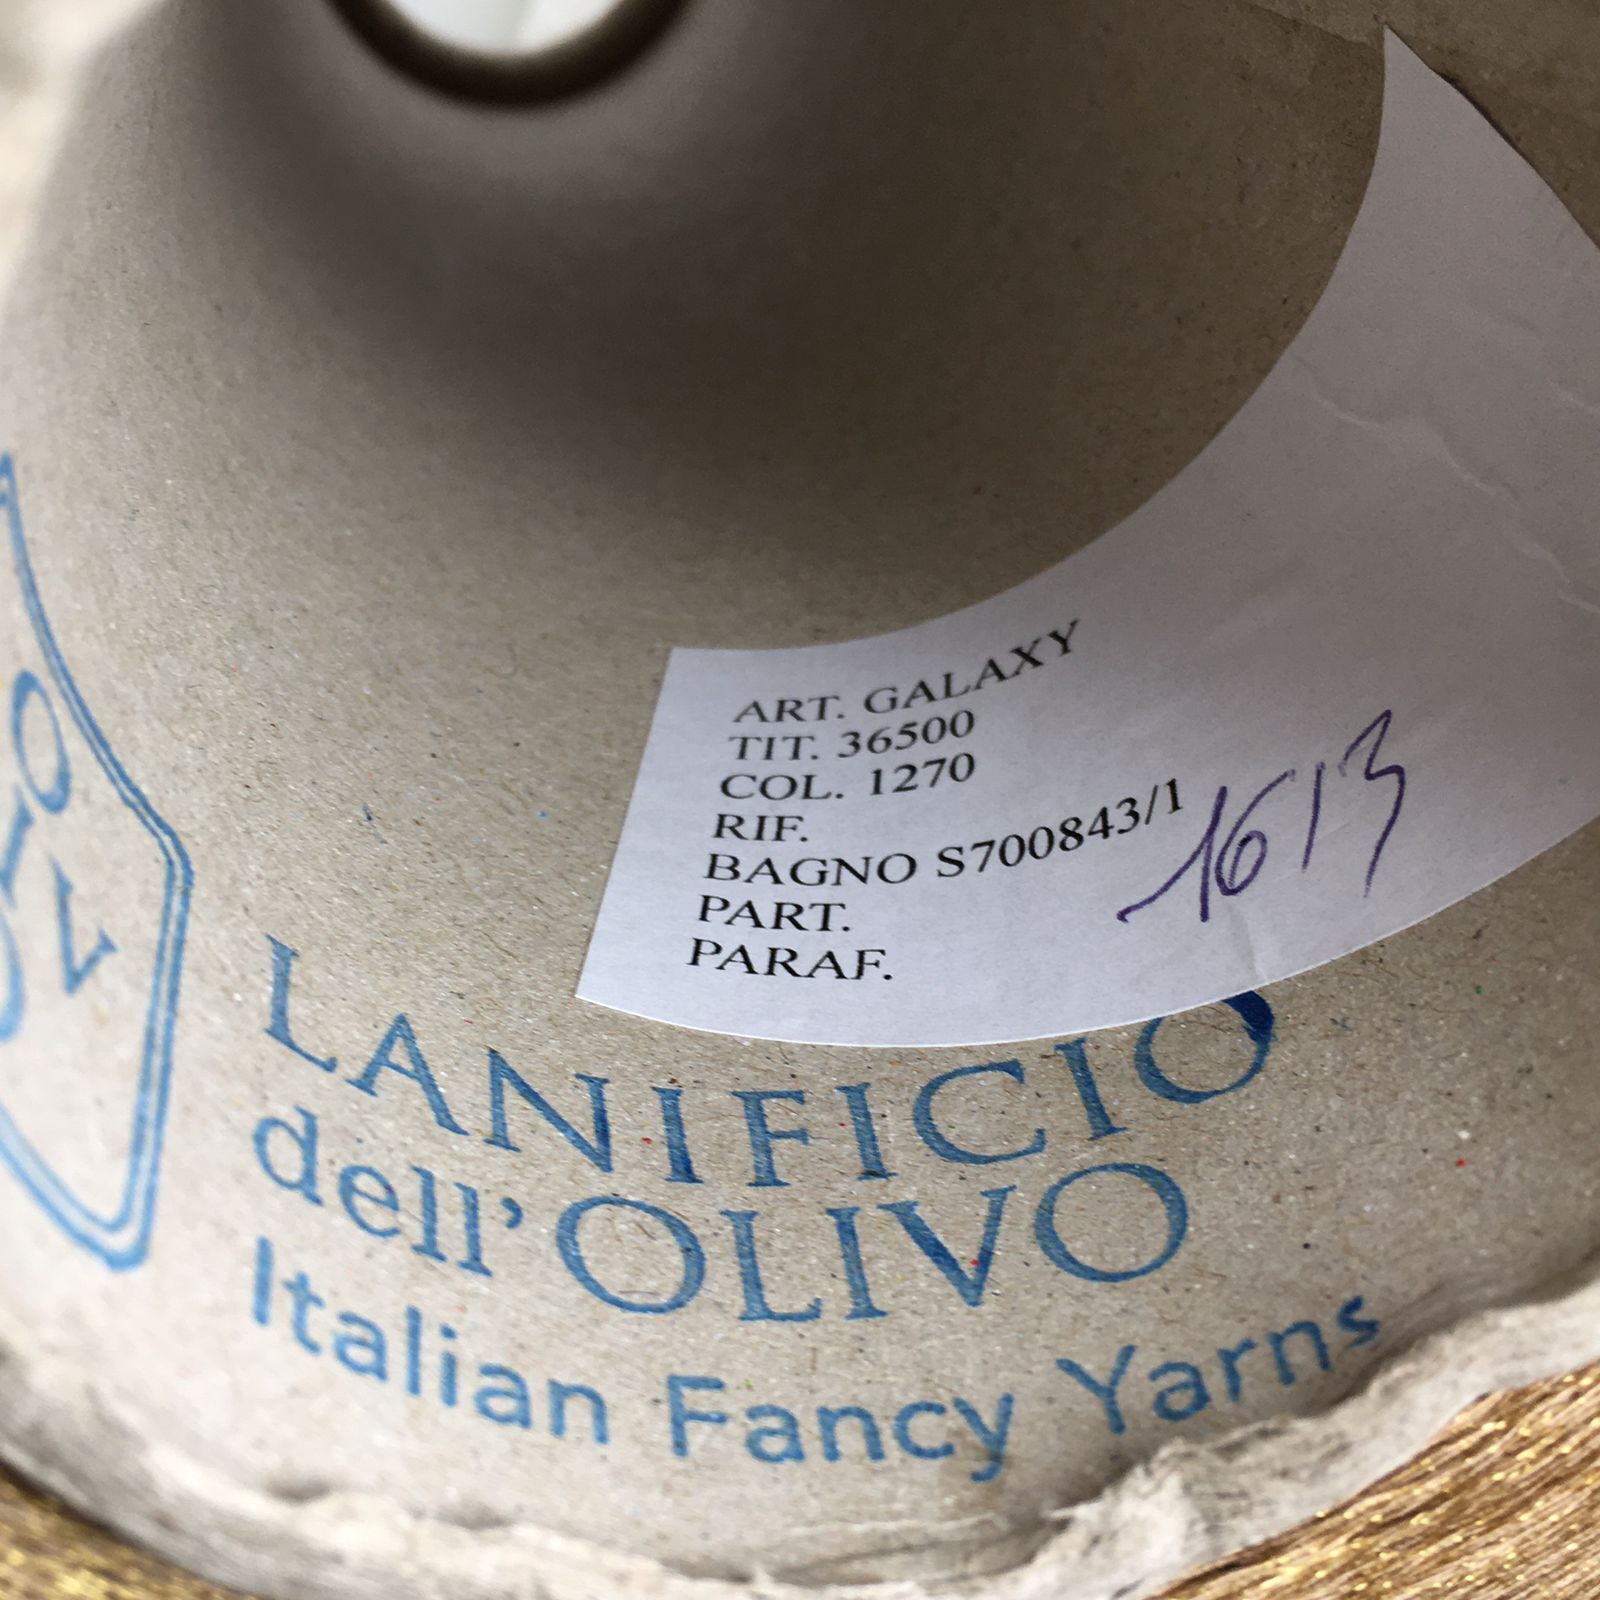 ART. GALAXY
TIT. 36500
COL. 1270
RIF.
BAGNO S700843/1
PART.
PARAF.
1613
LANIFICIO
dell'OLIVO
Italian Fancy Yarns